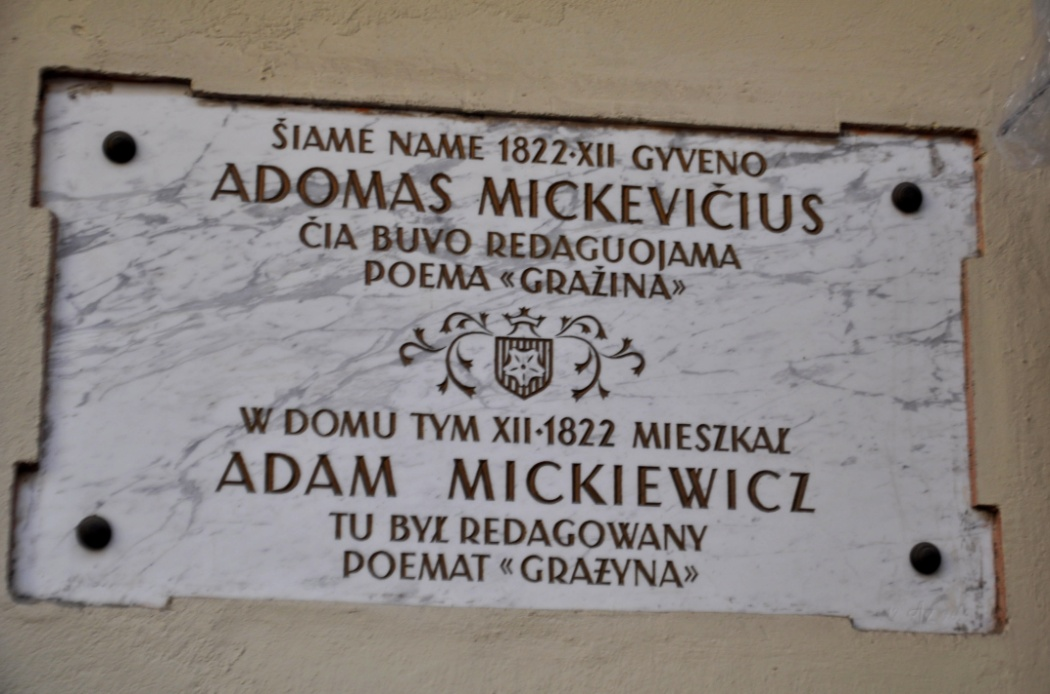 ŠIAME NAME 1822·XII GYVENO
ADOMAS MICKEVIČIUS
ČIA BUVO REDAGUOJAMA
POEMA «GRAŽINA»
W DOMU TYM XII·1822 MIESZKAŁ
ADAM MICKIEWICZ
TU BYŁ REDAGOWANY
POEMAT «GRAŻYNA»